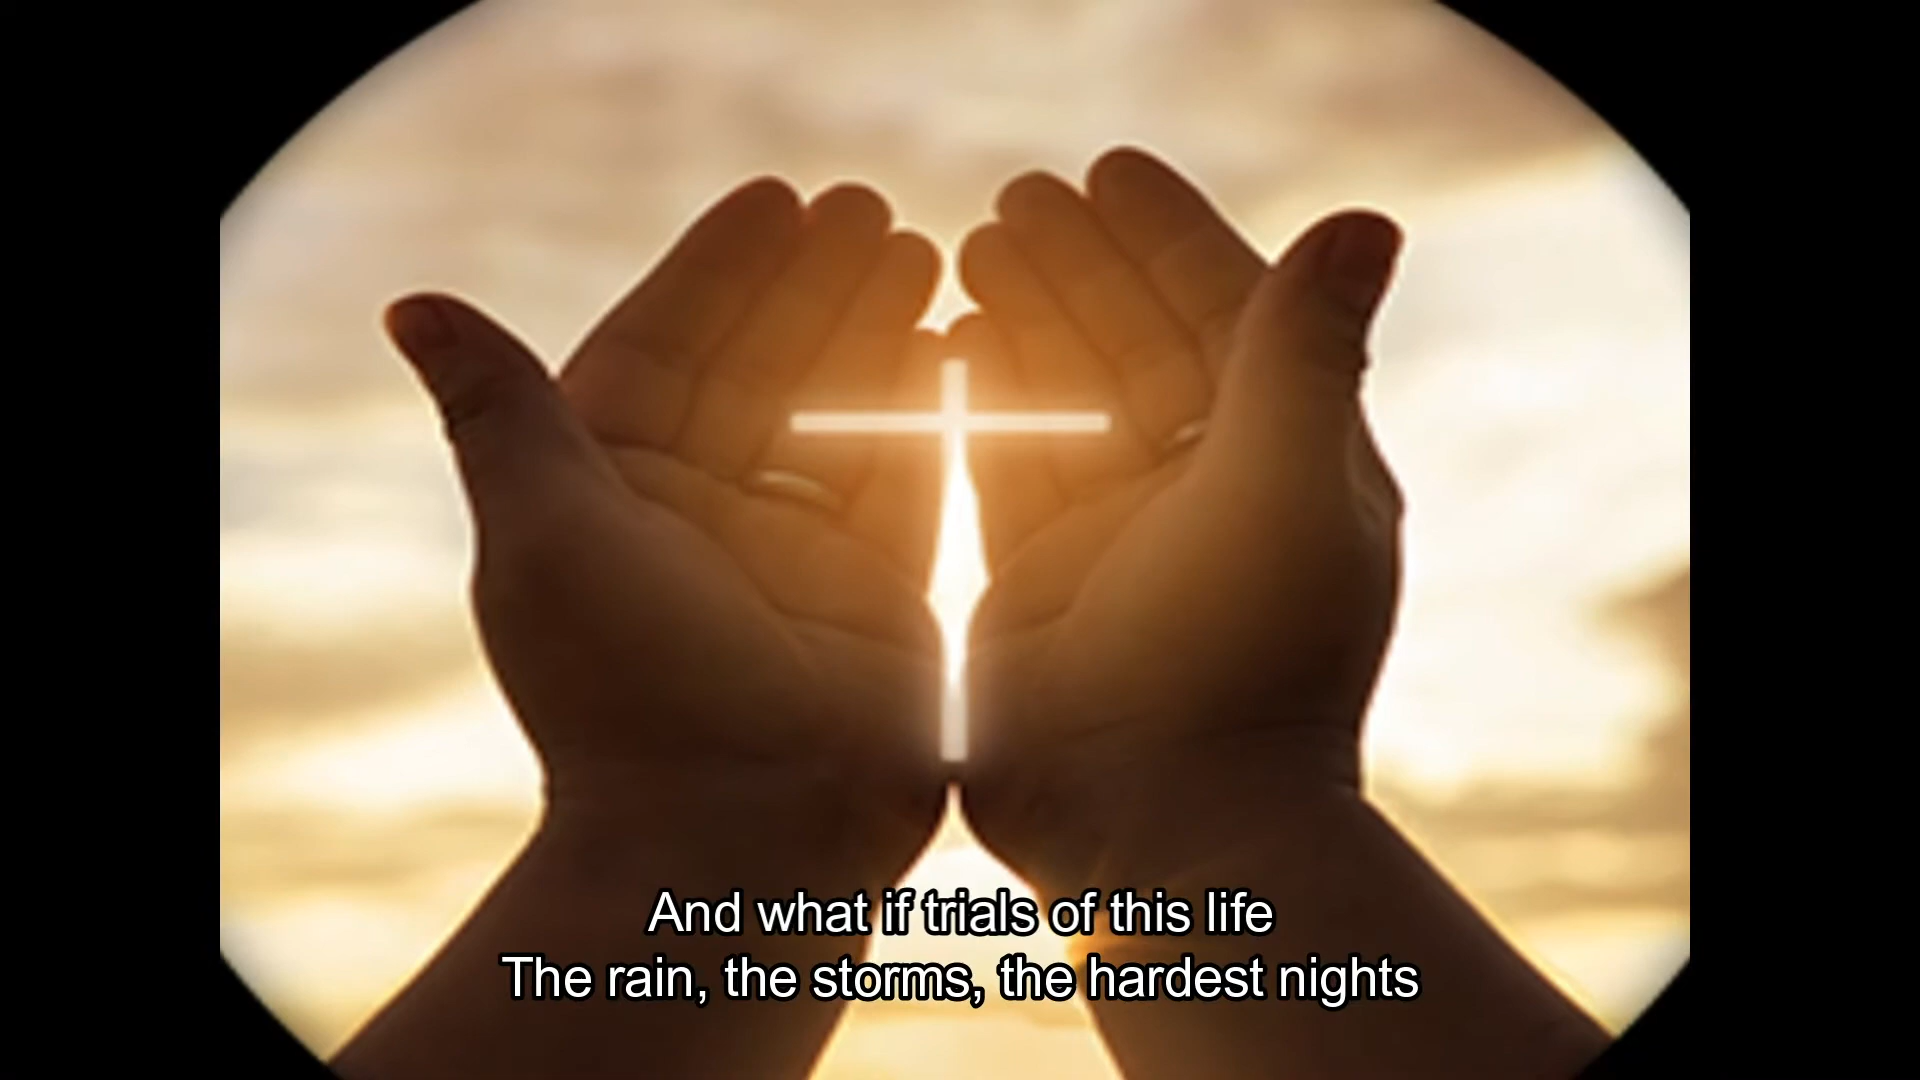 And what if trials of this life
The rain, the storms, the hardest nights